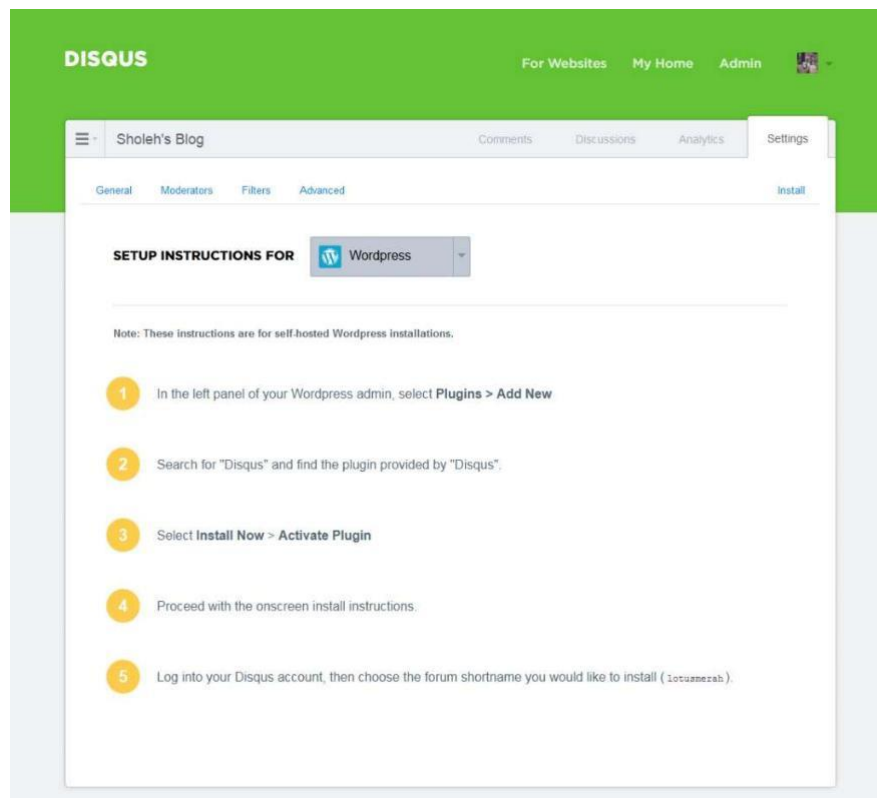 DISQUS
For Websites My Home Admin
Sholeh's Blog Comments Discussions Analytics Settings
General Moderators Filters Advanced Install
SETUP INSTRUCTIONS FOR Wordpress
Note: These instructions are for self-hosted Wordpress installations.
1 In the left panel of your Wordpress admin, select Plugins > Add New
2 Search for "Disqus" and find the plugin provided by "Disqus".
3 Select Install Now > Activate Plugin
4 Proceed with the onscreen install instructions.
5 Log into your Disqus account, then choose the forum shortname you would like to install (lotusmerah).